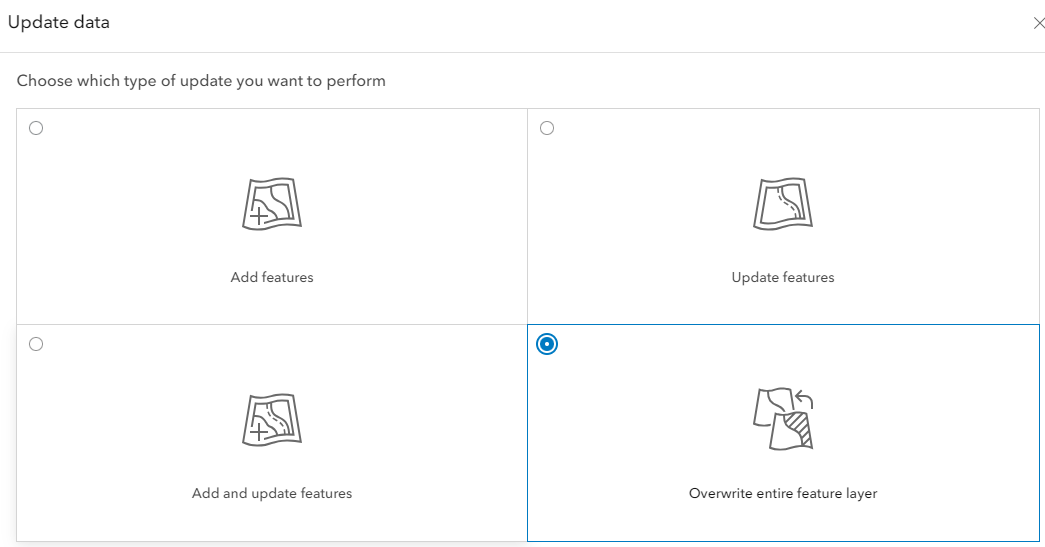 Update data
Choose which type of update you want to perform
Add features
Update features
Add and update features
Overwrite entire feature layer